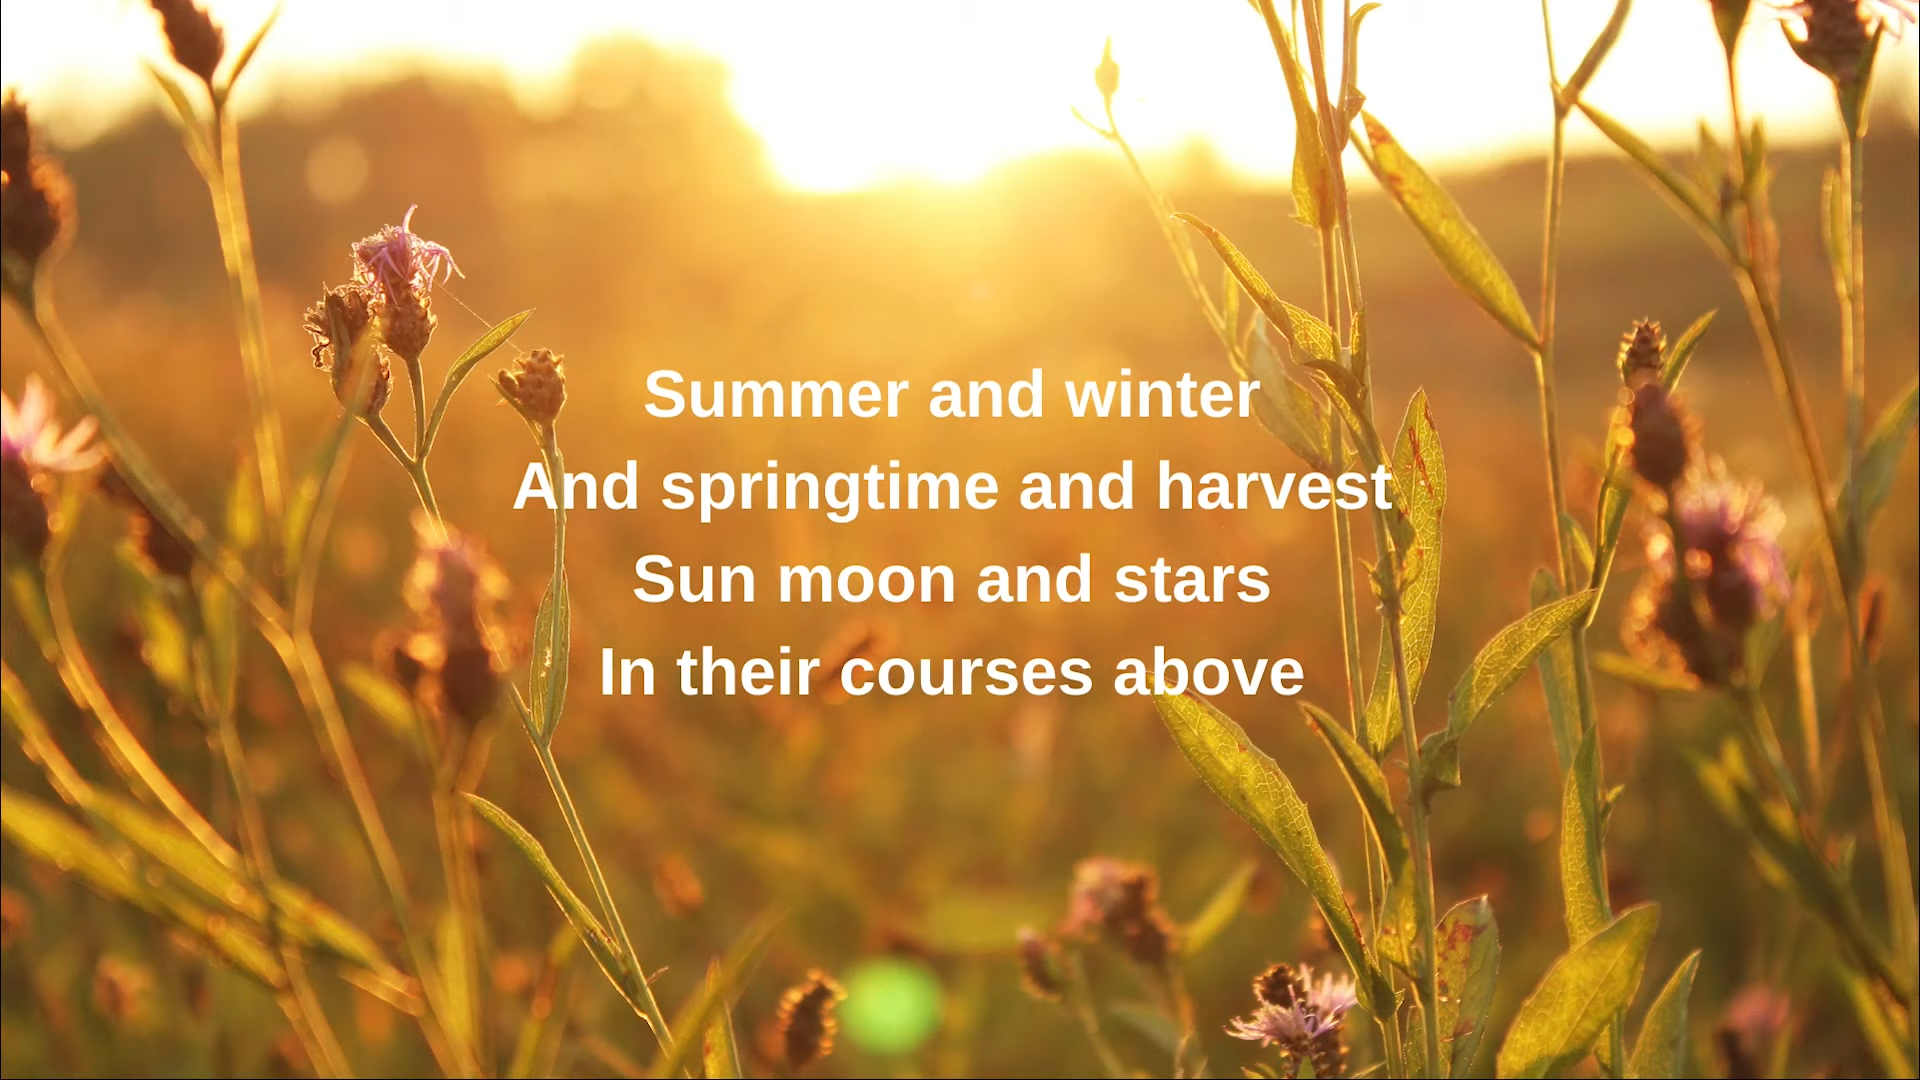 Summer and winter
And springtime and harvest
Sun moon and stars
In their courses above